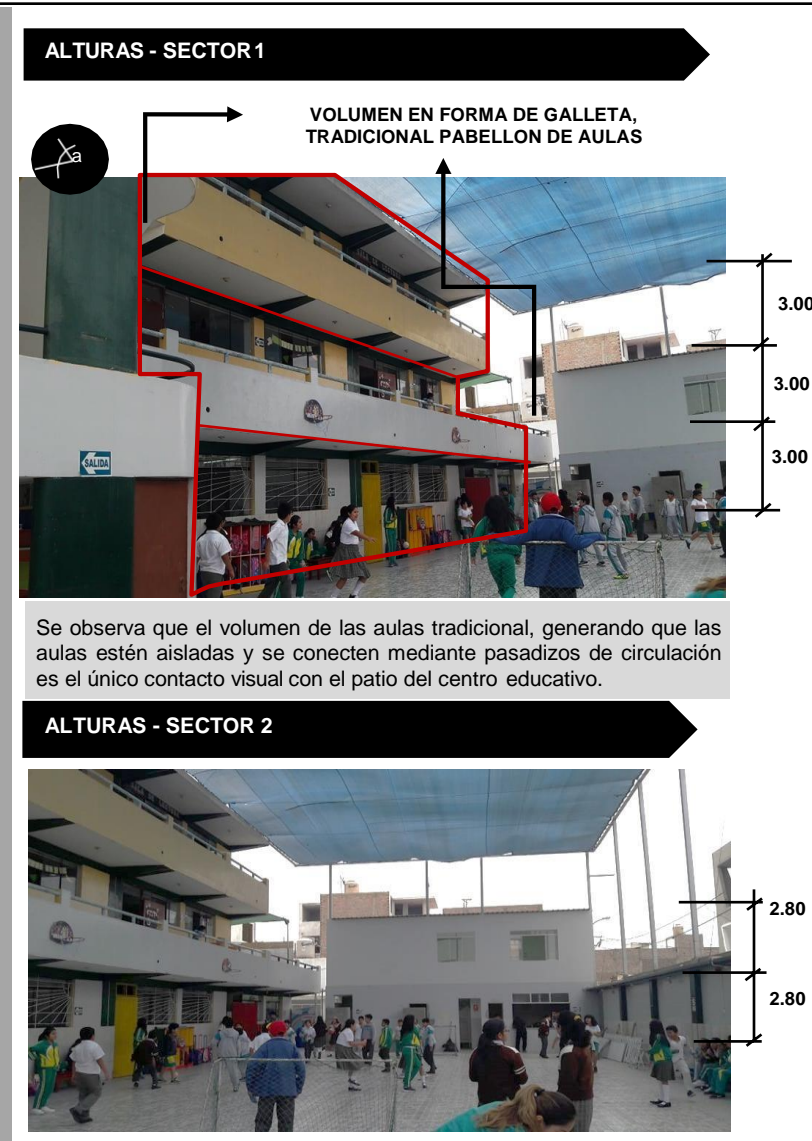 ALTURAS - SECTOR 1
VOLUMEN EN FORMA DE GALLETA,
TRADICIONAL PABELLON DE AULAS
a
3.00
3.00
3.00
SALIDA
Se observa que el volumen de las aulas tradicional, generando que las
aulas estén aisladas y se conecten mediante pasadizos de circulación
es el único contacto visual con el patio del centro educativo.
ALTURAS - SECTOR 2
2.80
2.80